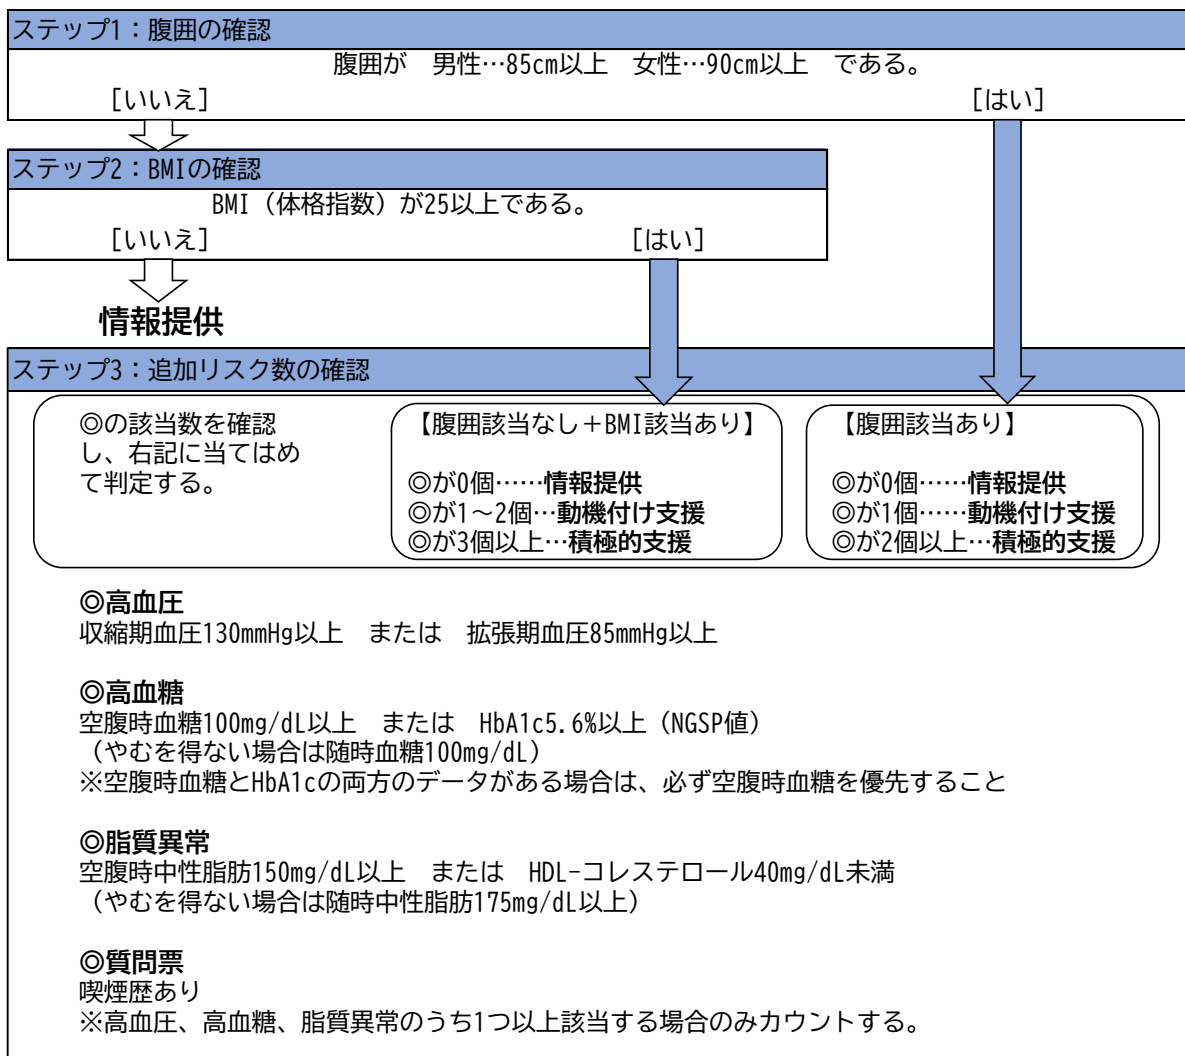 ステップ1：腹囲の確認
腹囲が　男性…85cm以上　女性…90cm以上　である。
[いいえ]
[はい]
ステップ2：BMIの確認
BMI（体格指数）が25以上である。
[いいえ]
[はい]
情報提供
ステップ3：追加リスク数の確認
◎の該当数を確認
し、右記に当てはめ
て判定する。
【腹囲該当なし＋BMI該当あり】
◎が0個……情報提供
◎が1～2個…動機付け支援
◎が3個以上…積極的支援
【腹囲該当あり】
◎が0個……情報提供
◎が1個……動機付け支援
◎が2個以上…積極的支援
◎高血圧
収縮期血圧130mmHg以上　または　拡張期血圧85mmHg以上
◎高血糖
空腹時血糖100mg/dL以上　または　HbA1c5.6%以上（NGSP値）
（やむを得ない場合は随時血糖100mg/dL）
※空腹時血糖とHbA1cの両方のデータがある場合は、必ず空腹時血糖を優先すること
◎脂質異常
空腹時中性脂肪150mg/dL以上　または　HDL-コレステロール40mg/dL未満
（やむを得ない場合は随時中性脂肪175mg/dL以上）
◎質問票
喫煙歴あり
※高血圧、高血糖、脂質異常のうち1つ以上該当する場合のみカウントする。